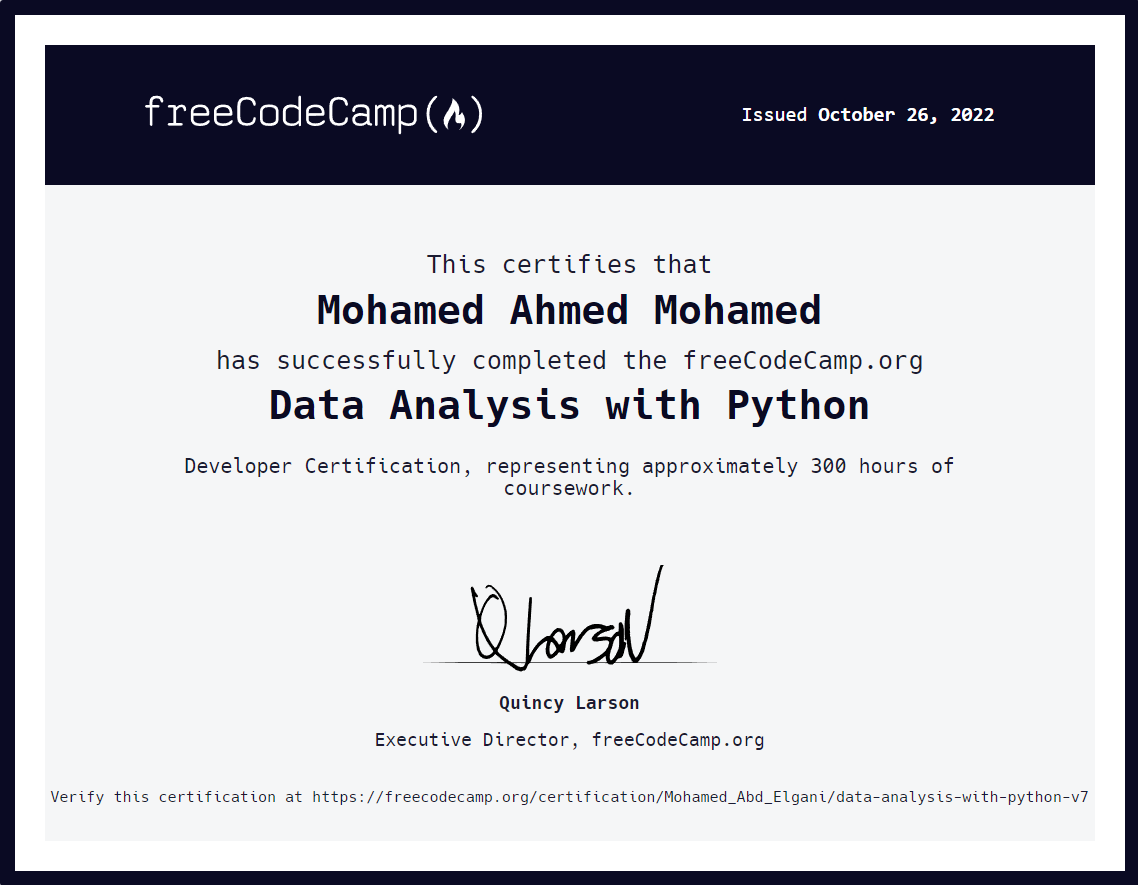 freeCodeCamp
Issued October 26, 2022
This certifies that
Mohamed Ahmed Mohamed
has successfully completed the freeCodeCamp.org
Data Analysis with Python
Developer Certification, representing approximately 300 hours of
coursework.
Q Larson
Quincy Larson
Executive Director, freeCodeCamp.org
Verify this certification at https://freecodecamp.org/certification/Mohamed_Abd_Elgani/data-analysis-with-python-v7